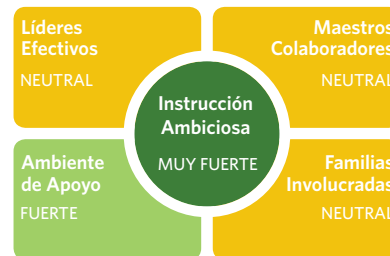 Líderes
Efectivos
NEUTRAL
Maestros
Colaboradores
NEUTRAL
Instrucción
Ambiciosa
MUY FUERTE
Ambiente
de Apoyo
FUERTE
Familias
Involucradas
NEUTRAL